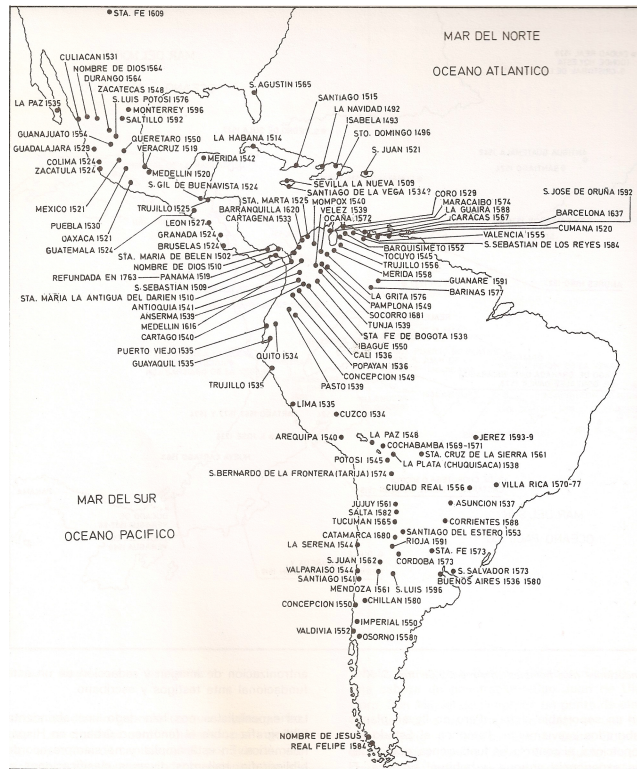 STA. FE 1609
MAR DEL NORTE
OCEANO ATLANTICO
CULIACAN 1531
NOMBRE DE DIOS 1564
DURANGO 1564
ZACATECAS 1548
S. LUIS POTOSI 1576
LA PAZ 1535
MONTERREY 1596
SALTILLO 1592
S. AGUSTIN 1565
GUANAJUATO 1554
QUERETARO 1550
GUADALAJARA 1529
VERACRUZ 1519
COLIMA 1524
ZACATULA 1524
MEDELLIN 1520
LA HABANA 1514
MERIDA 1542
SANTIAGO 1515
LA NAVIDAD 1492
ISABELA 1493
STO. DOMINGO 1496
S. JUAN 1521
S. GIL DE BUENAVISTA 1524
SEVILLA LA NUEVA 1509
SANTIAGO DE LA VEGA 1534?
MEXICO 1521
PUEBLA 1530
OAXACA 1521
GUATEMALA 1524
TRUJILLO 1525
LEON 1527
GRANADA 1524
BRUSELAS 1524
STA. MARTA 1525
BARRANQUILLA 1620
CARTAGENA 1533
MOMPOX 1540
VELEZ 1539
OCAÑA 1572
CORO 1529
MARACAIBO 1574
LA GUAIRA 1588
CARACAS 1567
S. JOSE DE ORUÑA 1592
BARCELONA 1637
CUMANA 1520
VALENCIA 1555
S. SEBASTIAN DE LOS REYES 1584
BARQUISIMETO 1552
TOCUYO 1545
TRUJILLO 1556
MERIDA 1558
GUANARE 1591
BARINAS 1577
STA. MARIA DE BELEN 1502
NOMBRE DE DIOS 1510
REFUNDADA EN 1763 PANAMA 1519
S. SEBASTIAN 1509
STA. MARIA LA ANTIGUA DEL DARIEN 1510
ANTIOQUIA 1541
ANSERMA 1539
MEDELLIN 1616
CARTAGO 1540
LA GRITA 1576
PAMPLONA 1549
SOCORRO 1681
TUNJA 1539
STA FE DE BOGOTA 1538
IBAGUE 1550
CALI 1536
POPAYAN 1536
CONCEPCION 1549
PASTO 1539
PUERTO VIEJO 1535
GUAYAQUIL 1535
QUITO 1534
TRUJILLO 1535
LIMA 1535
CUZCO 1534
AREQUIPA 1540
LA PAZ 1548
COCHABAMBA 1569-1571
JEREZ 1593-9
STA. CRUZ DE LA SIERRA 1561
POTOSI 1545
LA PLATA (CHUQUISACA) 1538
S. BERNARDO DE LA FRONTERA (TARIJA) 1574
CIUDAD REAL 1556
VILLA RICA 1570-77
MAR DEL SUR
OCEANO PACIFICO
JUJUY 1561
SALTA 1582
TUCUMAN 1565
ASUNCION 1537
CORRIENTES 1588
SANTIAGO DEL ESTERO 1553
CATAMARCA 1680
RIOJA 1591
LA SERENA 1544
STA. FE 1573
CORDOBA 1573
S. JUAN 1562
VALPARAISO 1544
SANTIAGO 1541
S. SALVADOR 1573
BUENOS AIRES 1536 1580
MENDOZA 1561
S. LUIS 1596
CONCEPCION 1550
CHILLAN 1580
IMPERIAL 1550
VALDIVIA 1552
OSORNO 1558
NOMBRE DE JESUS
REAL FELIPE 1584